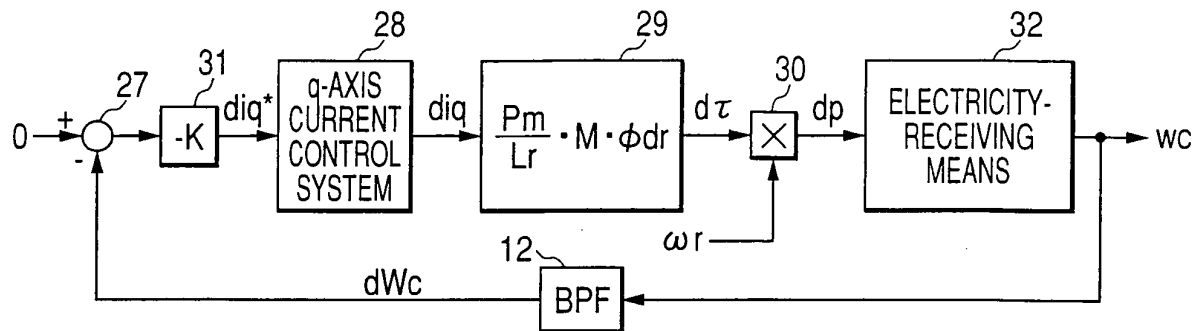 28
29
32
27
31
30
q-AXIS
CURRENT
CONTROL
SYSTEM
0
+
-
-K
diq*
diq
Pm
Lr
· M · φdr
dτ
×
dp
ELECTRICITY-
RECEIVING
MEANS
wc
ωr
12
dWc
BPF